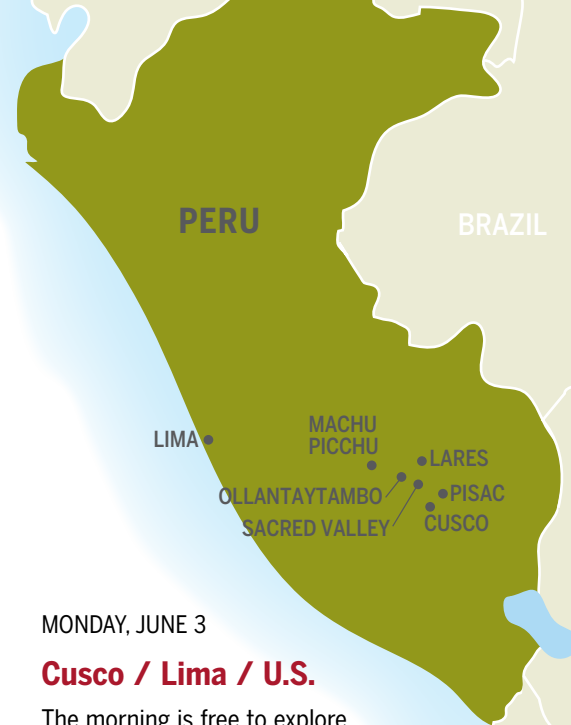 PERU
BRAZIL
LIMA
MACHU
PICCHU
LARES
OLLANTAYTAMBO
PISAC
SACRED VALLEY
CUSCO
MONDAY, JUNE 3
Cusco / Lima / U.S.
The morning is free to explore